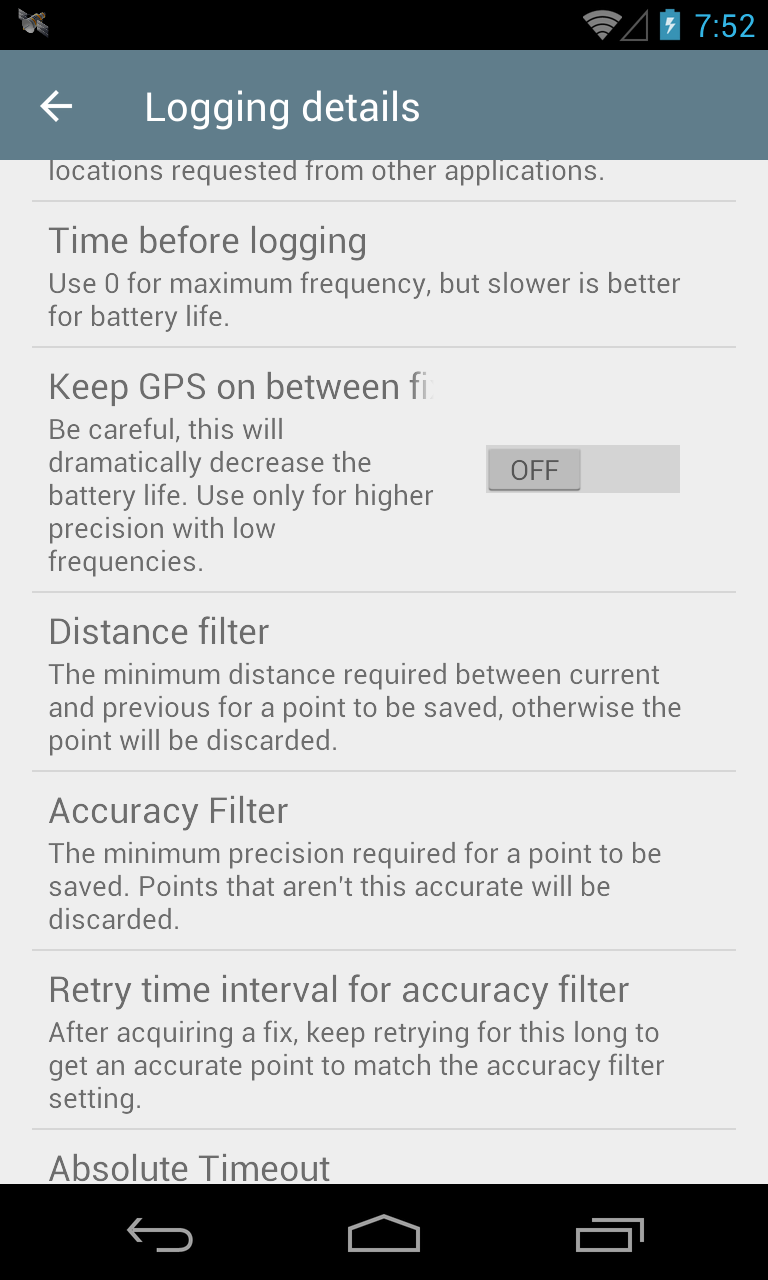 7:52
Logging details
locations requested from other applications.
Time before logging
Use 0 for maximum frequency, but slower is better
for battery life.
Keep GPS on between fi
Be careful, this will
dramatically decrease the
battery life. Use only for higher
precision with low
frequencies.
OFF
Distance filter
The minimum distance required between current
and previous for a point to be saved, otherwise the
point will be discarded.
Accuracy Filter
The minimum precision required for a point to be
saved. Points that aren't this accurate will be
discarded.
Retry time interval for accuracy filter
After acquiring a fix, keep retrying for this long to
get an accurate point to match the accuracy filter
setting.
Absolute Timeout